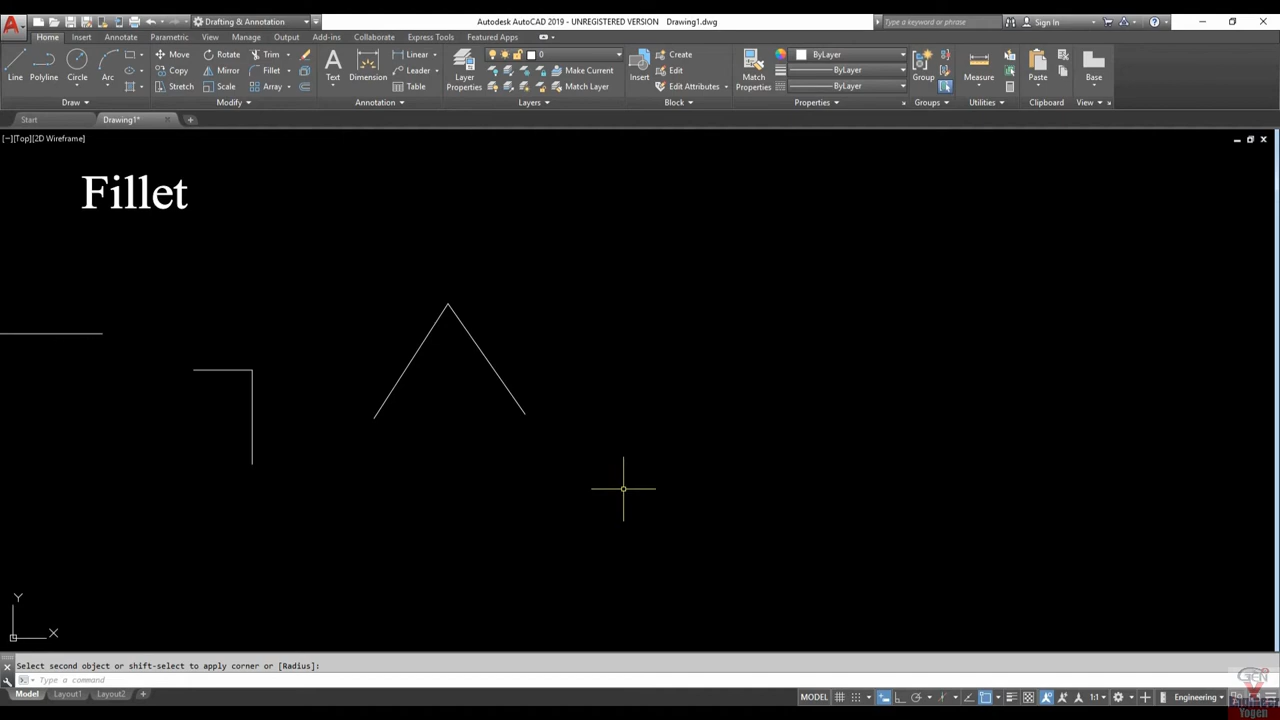 Autodesk AutoCAD 2019 - UNREGISTERED VERSION Drawing1.dwg
Drafting & Annotation
Type a keyword or phrase
Sign In
Home Insert Annotate Parametric View Manage Output Add-ins Collaborate Express Tools Featured Apps
Line Polyline Circle Arc
Move Rotate Trim
Copy Mirror Fillet
Stretch Scale Array
Text Dimension
Linear
Leader
Table
Layer Properties
0
Make Current
Match Layer
Insert
Create
Edit
Edit Attributes
Match Properties
ByLayer
ByLayer
ByLayer
Group
Measure
Paste
Base
Draw Modify Annotation Layers Block Properties Groups Utilities Clipboard View
Start Drawing1*
[−][Top][2D Wireframe]
Fillet
Y
X
Select second object or shift-select to apply corner or [Radius]:
Type a command
Model Layout1 Layout2
MODEL 1:1 Engineering
GEN
Yogen